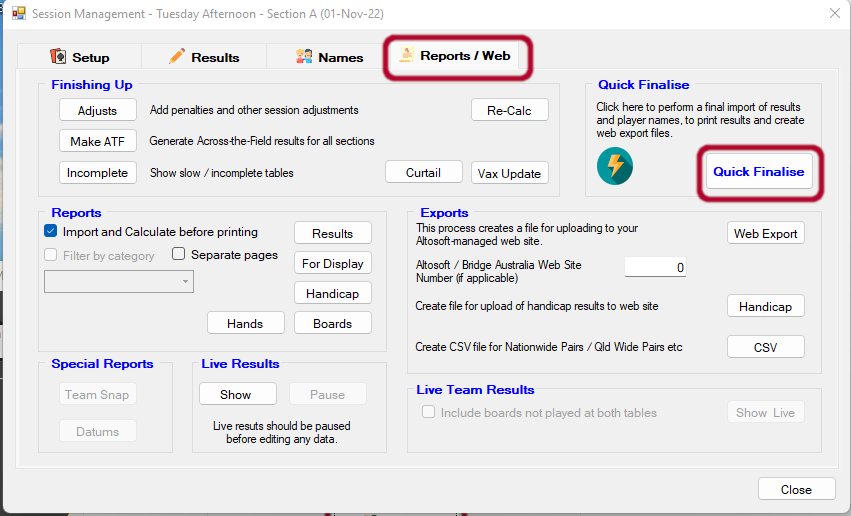 Session Management - Tuesday Afternoon - Section A (01-Nov-22)
Setup
Results
Names
Reports / Web
Finishing Up
Adjusts
Add penalties and other session adjustments
Re-Calc
Make ATF
Generate Across-the-Field results for all sections
Incomplete
Show slow / incomplete tables
Curtail
Vax Update
Quick Finalise
Click here to perform a final import of results
and player names, to print results and create
web export files.
Quick Finalise
Reports
Import and Calculate before printing
Results
Filter by category
Separate pages
For Display
Handicap
Hands
Boards
Exports
This process creates a file for uploading to your
Altosoft-managed web site.
Web Export
Altosoft / Bridge Australia Web Site
Number (if applicable)
0
Create file for upload of handicap results to web site
Handicap
Create CSV file for Nationwide Pairs / Qld Wide Pairs etc
CSV
Special Reports
Team Snap
Datums
Live Results
Show
Pause
Live resuts should be paused
before editing any data.
Live Team Results
Include boards not played at both tables
Show Live
Close